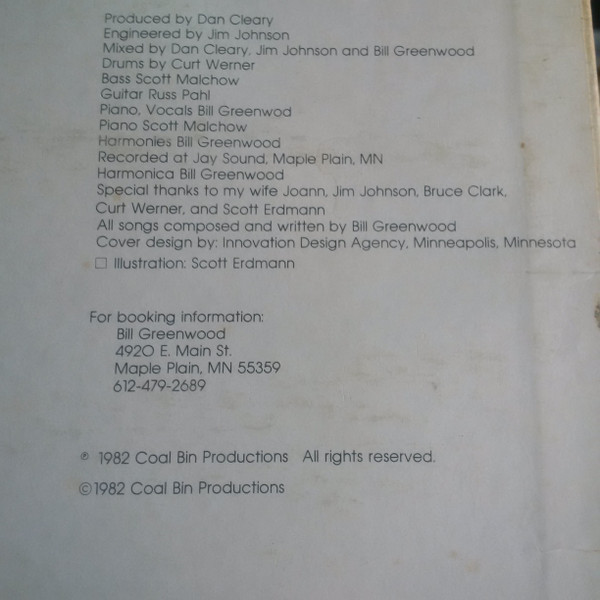 Produced by Dan Cleary
Engineered by Jim Johnson
Mixed by Dan Cleary. Jim Johnson and Bill Greenwood
Drums by Curt Werner
Bass Scott Malchow
Guitar Russ Pahl
Piano, Vocals Bill Greenwod
Piano Scott Malchow
Harmonies Bill Greenwood
Recorded at Jay Sound, Maple Plain, MN
Harmonica Bill Greenwood
Special thanks to my wife Joann, Jim Johnson, Bruce Clark,
Curt Werner, and Scott Erdmann
All songs composed and written by Bill Greenwood
Cover design by: Innovation Design Agency, Minneapolis, Minnesota
☐ Illustration: Scott Erdmann
For booking information:
Bill Greenwood
4920 E. Main St.
Maple Plain, MN 55359
612-479-2689
℗ 1982 Coal Bin Productions All rights reserved.
©1982 Coal Bin Productions